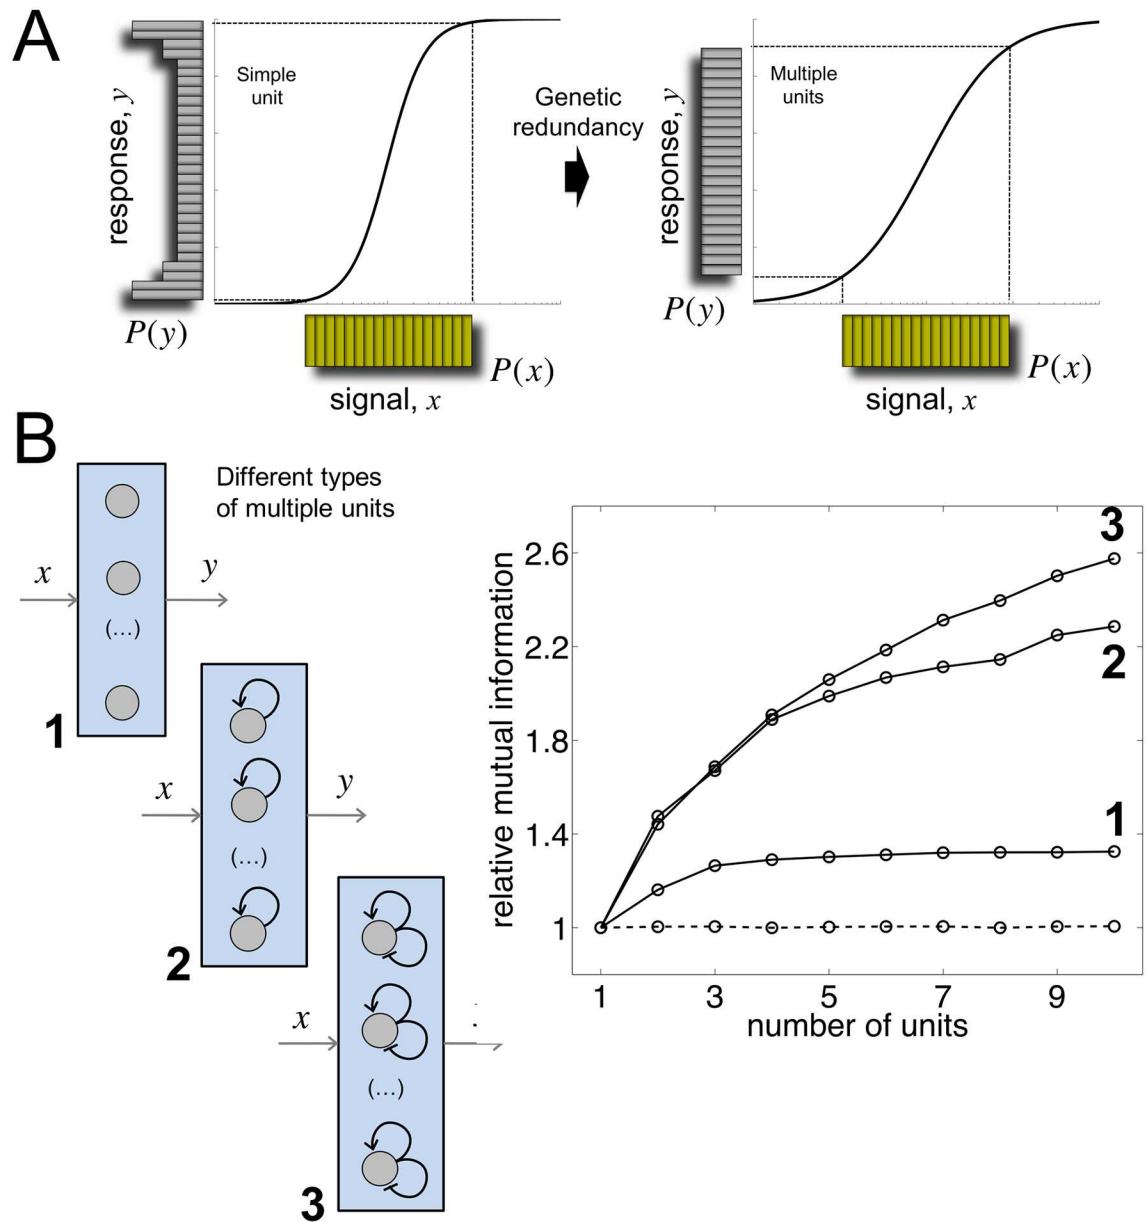 A
response, y
P(y)
Simple
unit
P(x)
signal, x
Genetic
redundancy
response, y
P(y)
Multiple
units
P(x)
signal, x
B
Different types
of multiple units
x
y
(...)
1
x
y
(...)
2
x
(...)
3
relative mutual information
2.6
2.2
1.8
1.4
1
3
2
1
1
3
5
7
9
number of units